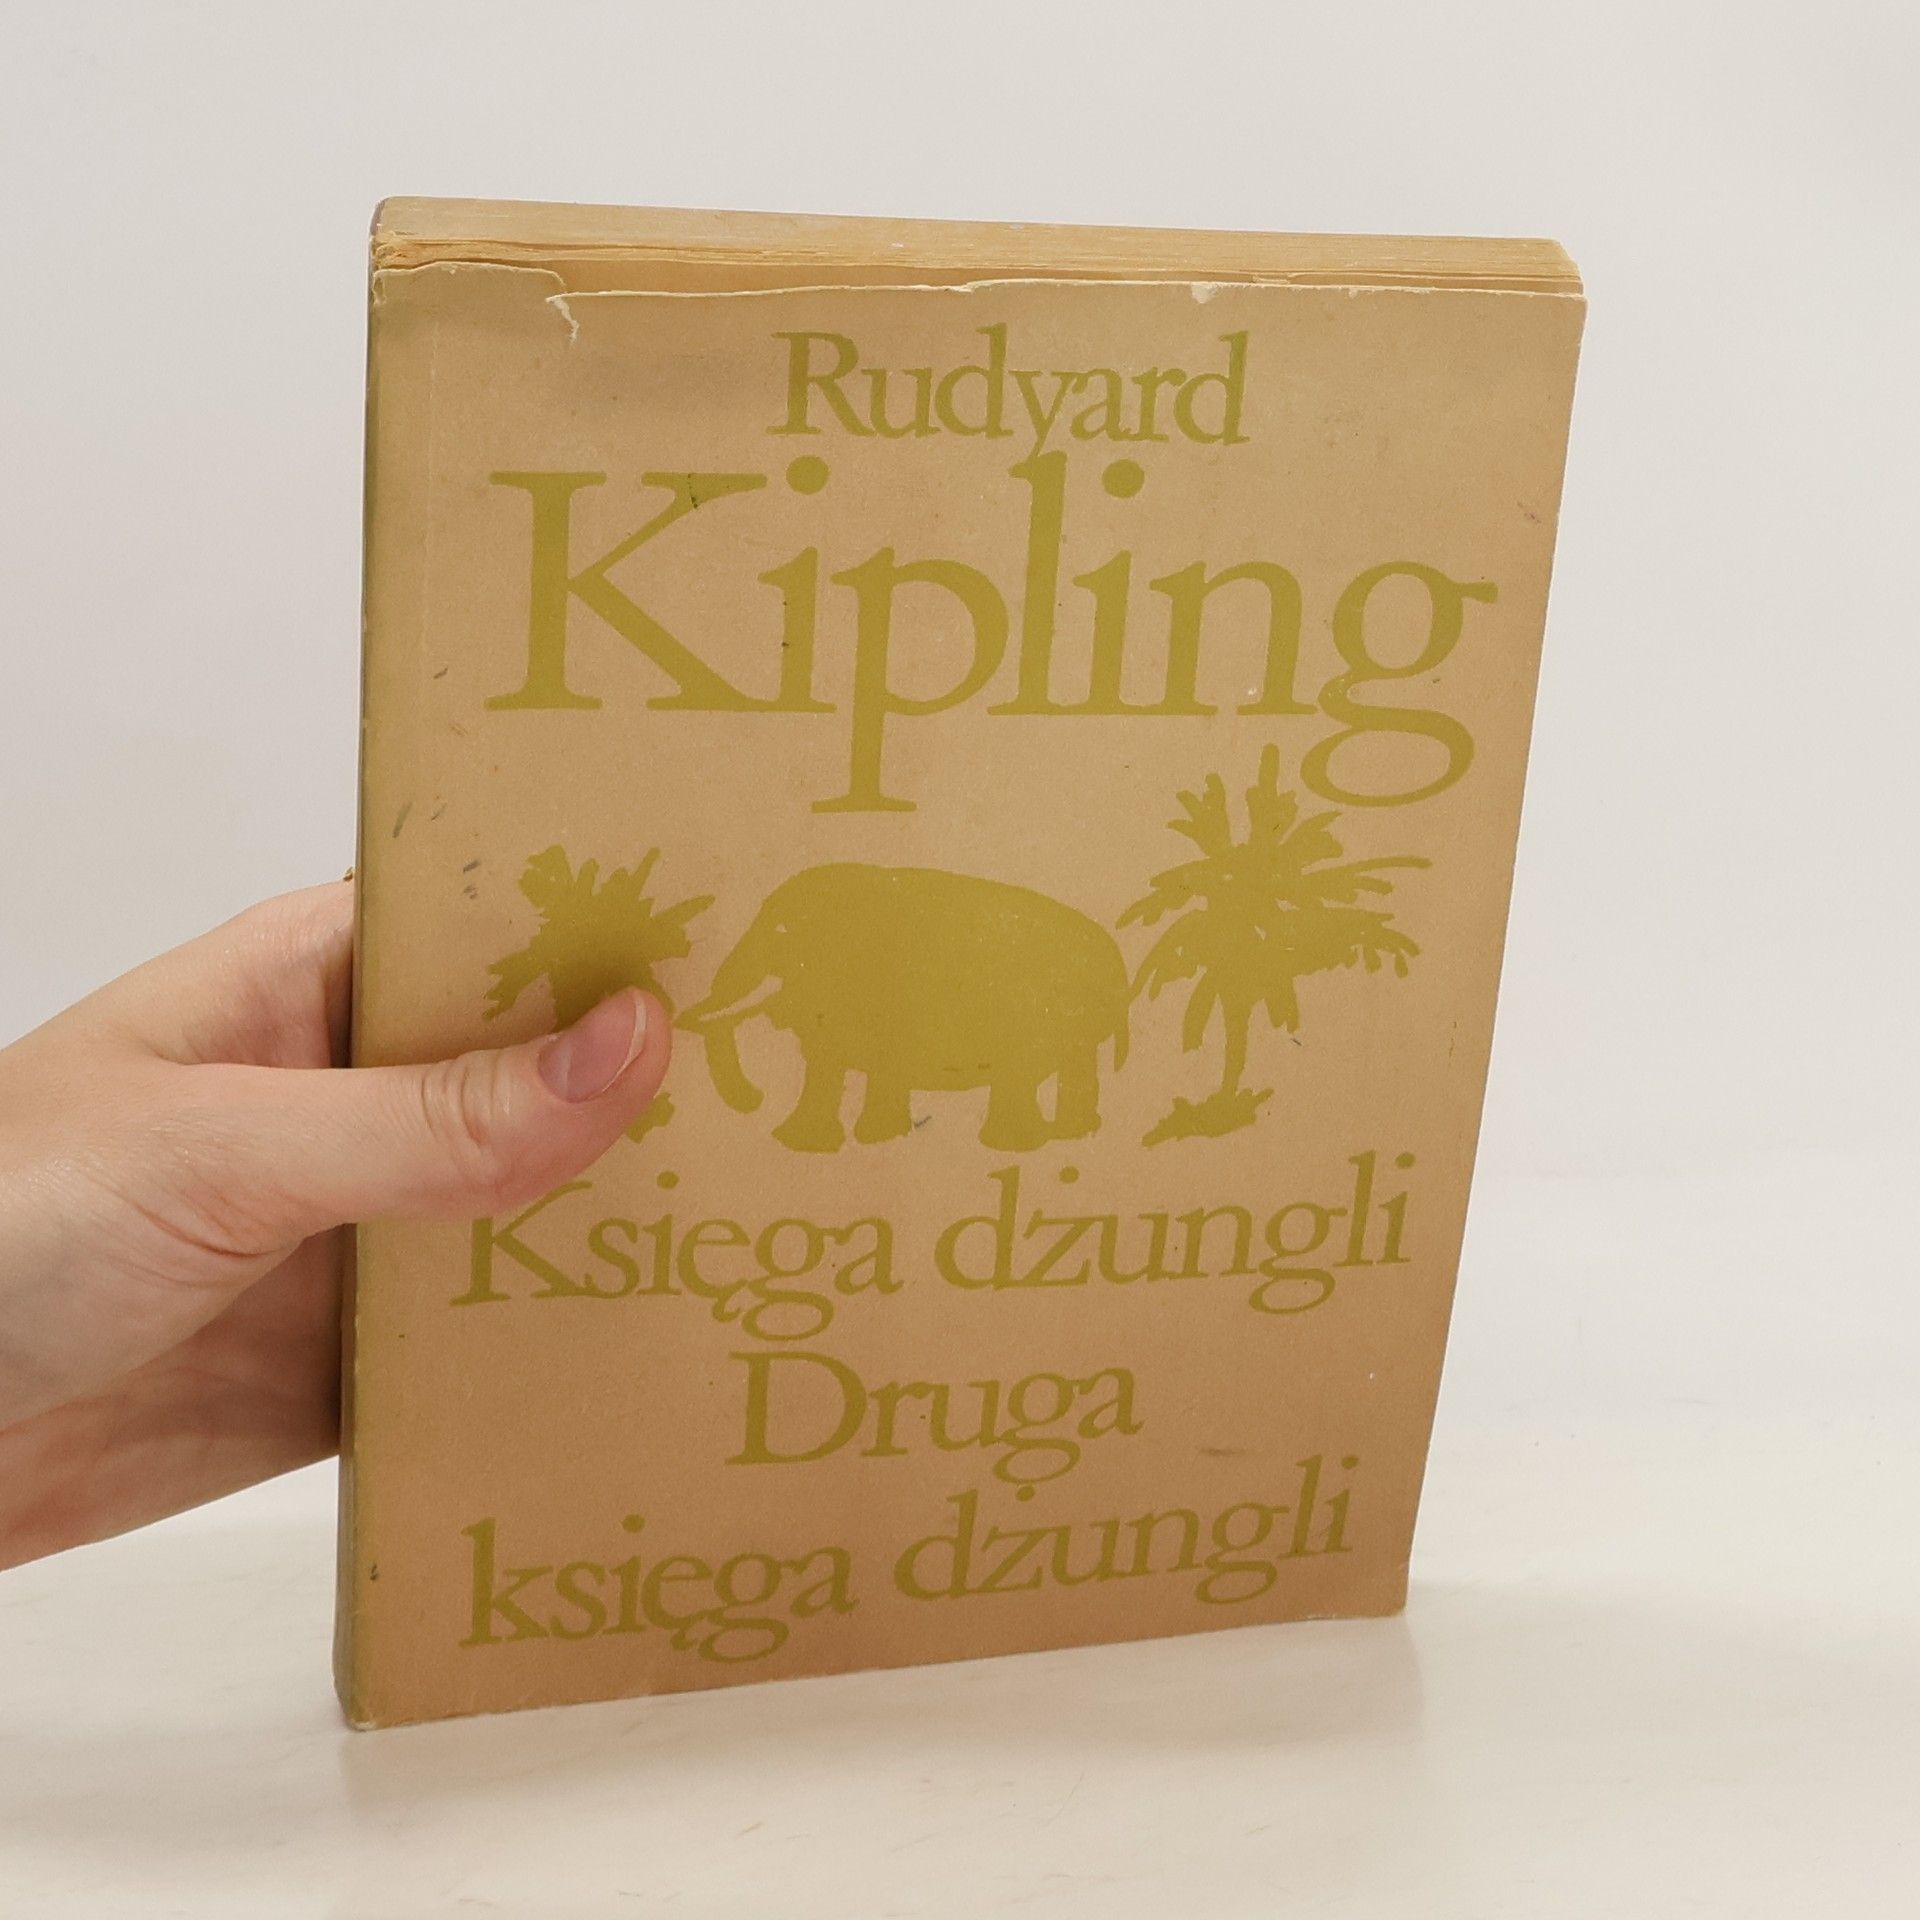 Rudyard
Kipling
Księga dżungli
Druga
księga dżungli